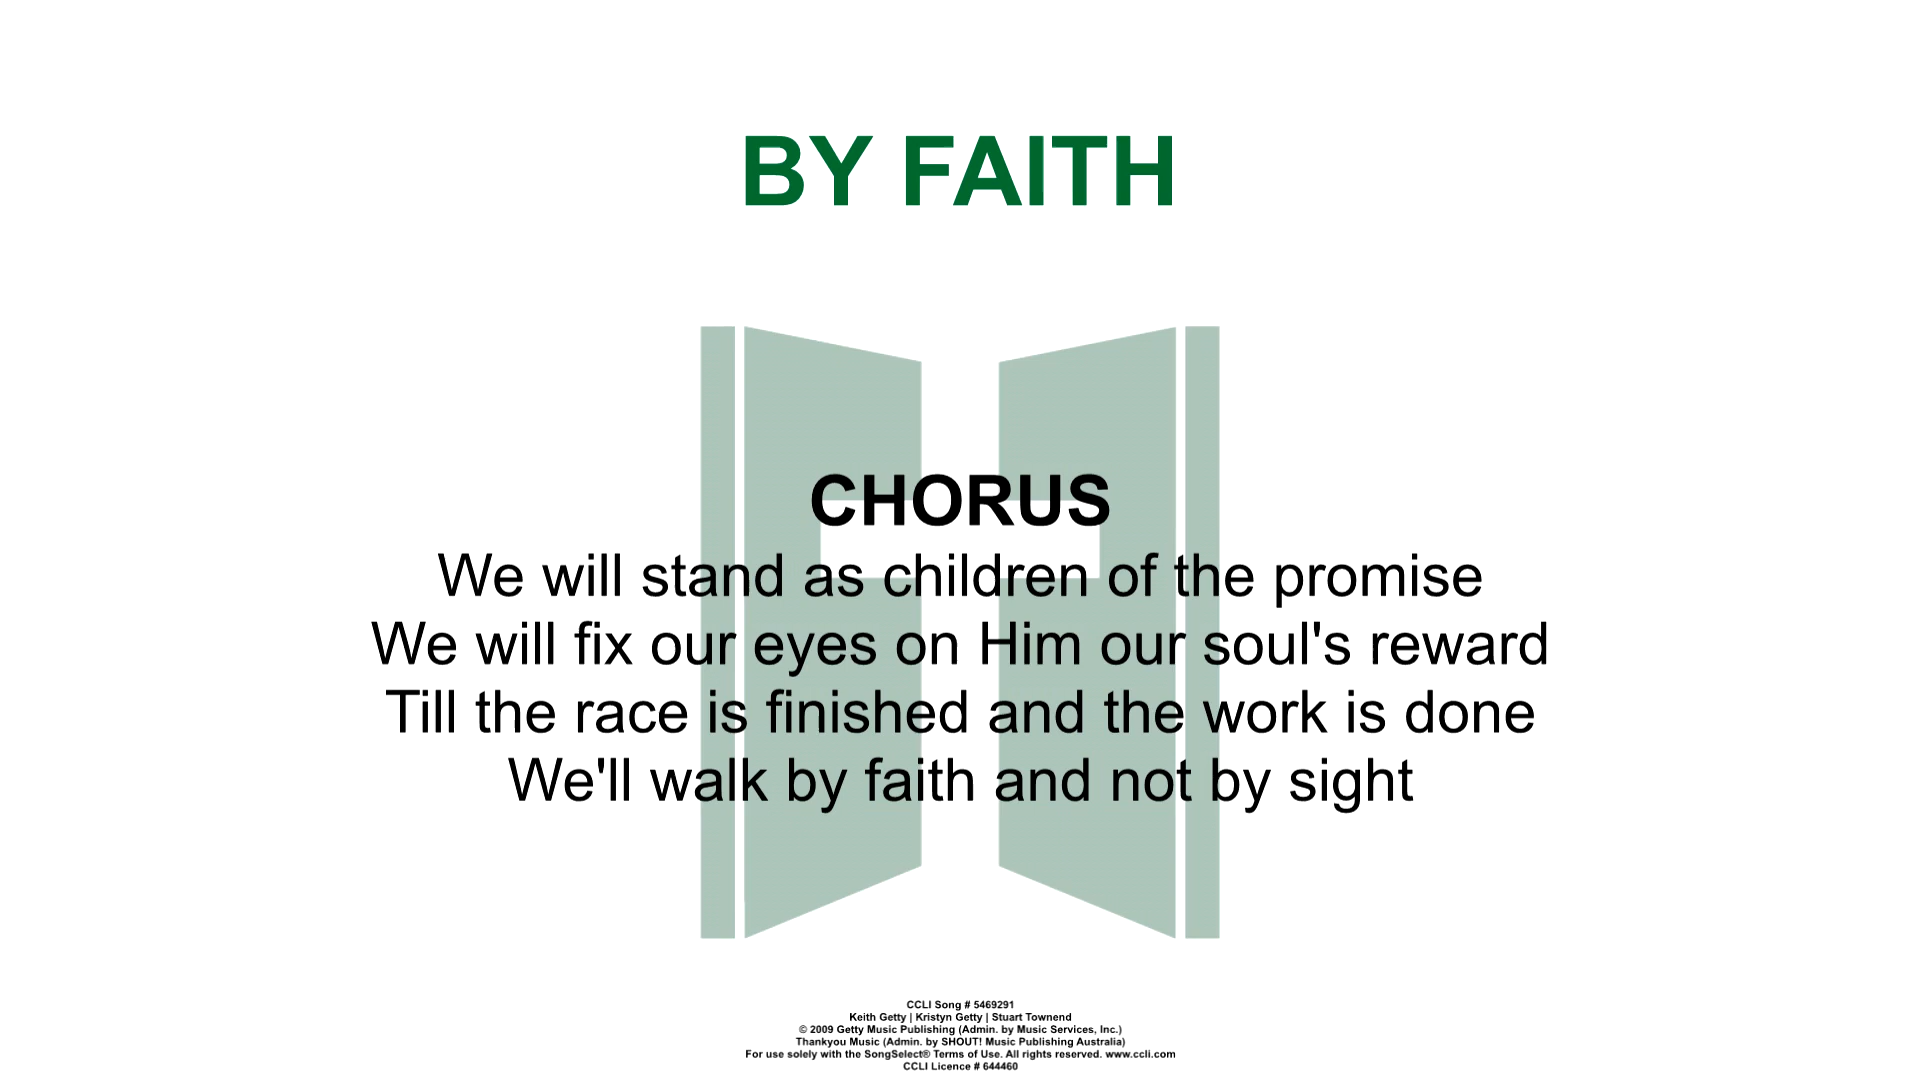 BY FAITH
CHORUS
We will stand as children of the promise
We will fix our eyes on Him our soul's reward
Till the race is finished and the work is done
We'll walk by faith and not by sight
CCLI Song # 5469291
Keith Getty | Kristyn Getty | Stuart Townend
© 2009 Getty Music Publishing (Admin. by Music Services, Inc.)
Thankyou Music (Admin. by SHOUT! Music Publishing Australia)
For use solely with the SongSelect® Terms of Use. All rights reserved. www.ccli.com
CCLI Licence # 644460